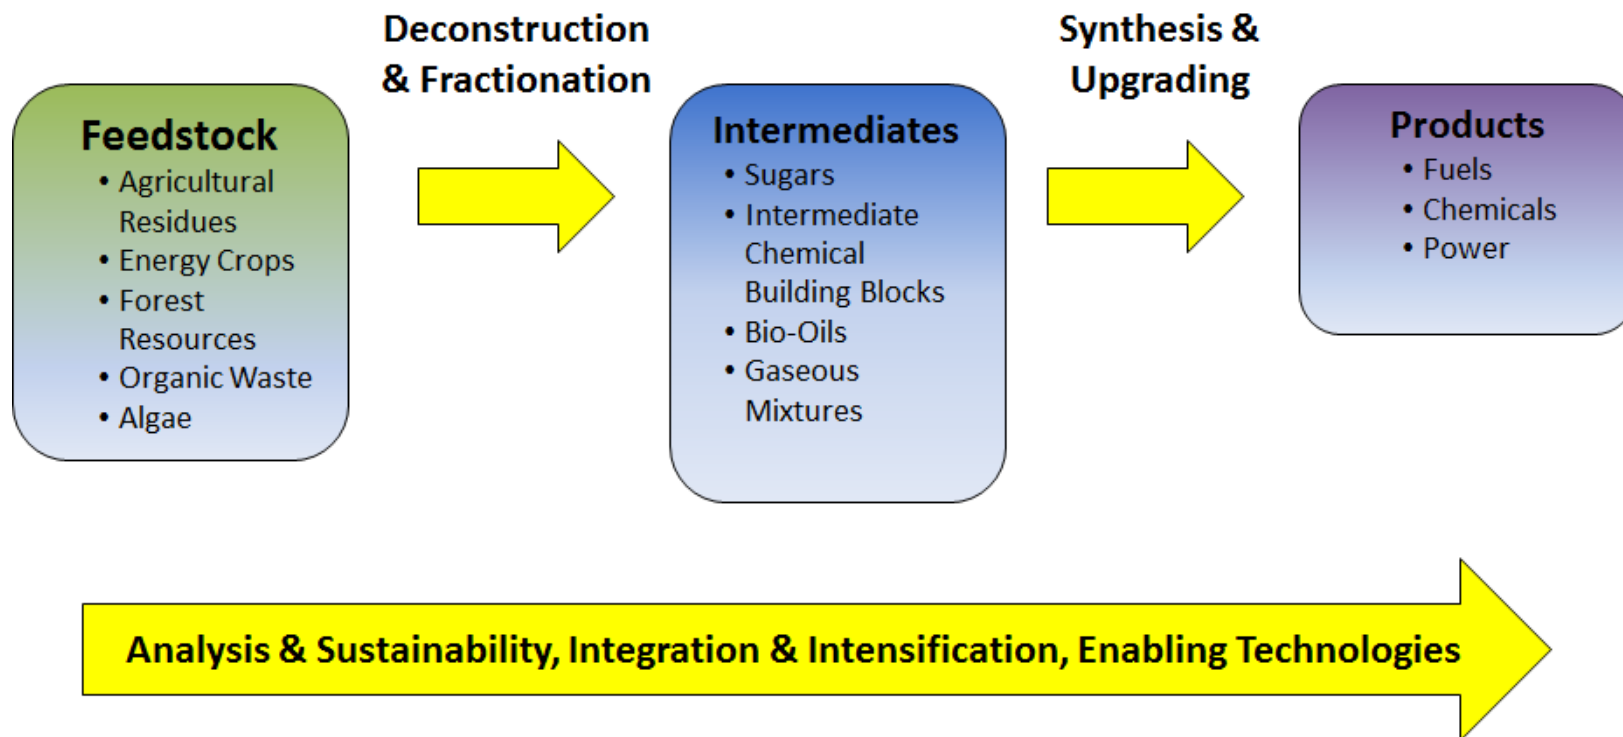 Deconstruction
& Fractionation
Synthesis &
Upgrading
Feedstock
• Agricultural
Residues
• Energy Crops
• Forest
Resources
• Organic Waste
• Algae
Intermediates
• Sugars
• Intermediate
Chemical
Building Blocks
• Bio-Oils
• Gaseous
Mixtures
Products
• Fuels
• Chemicals
• Power
Analysis & Sustainability, Integration & Intensification, Enabling Technologies